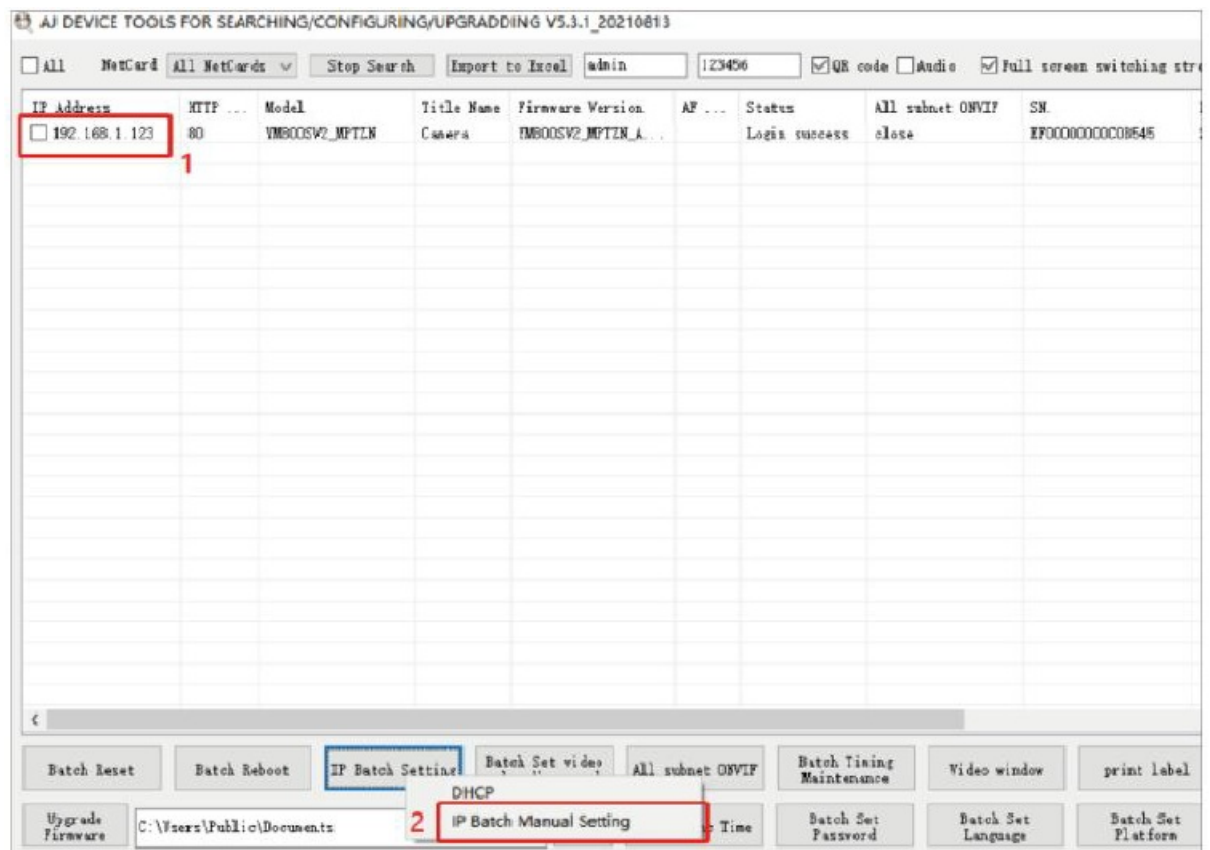 AJ DEVICE TOOLS FOR SEARCHING/CONFIGURING/UPGRADDING V5.3.1_20210813
All NetCard All NetCards Stop Search Export to Excel admin 123456 QR code Audio Full screen switching stre
IP Address HTTP ... Model Title Name Firmware Version AF ... Status All subnet ONVIF SN.
192.168.1.123 80 Camera Login success close
1
Batch Reset Batch Reboot IP Batch Setting Batch Set video All subnet ONVIF Batch Timing Maintenance Video window print label
DHCP
Upgrade Firmware C:\Users\Public\Documents 2 IP Batch Manual Setting Time Batch Set Password Batch Set Language Batch Set Platform